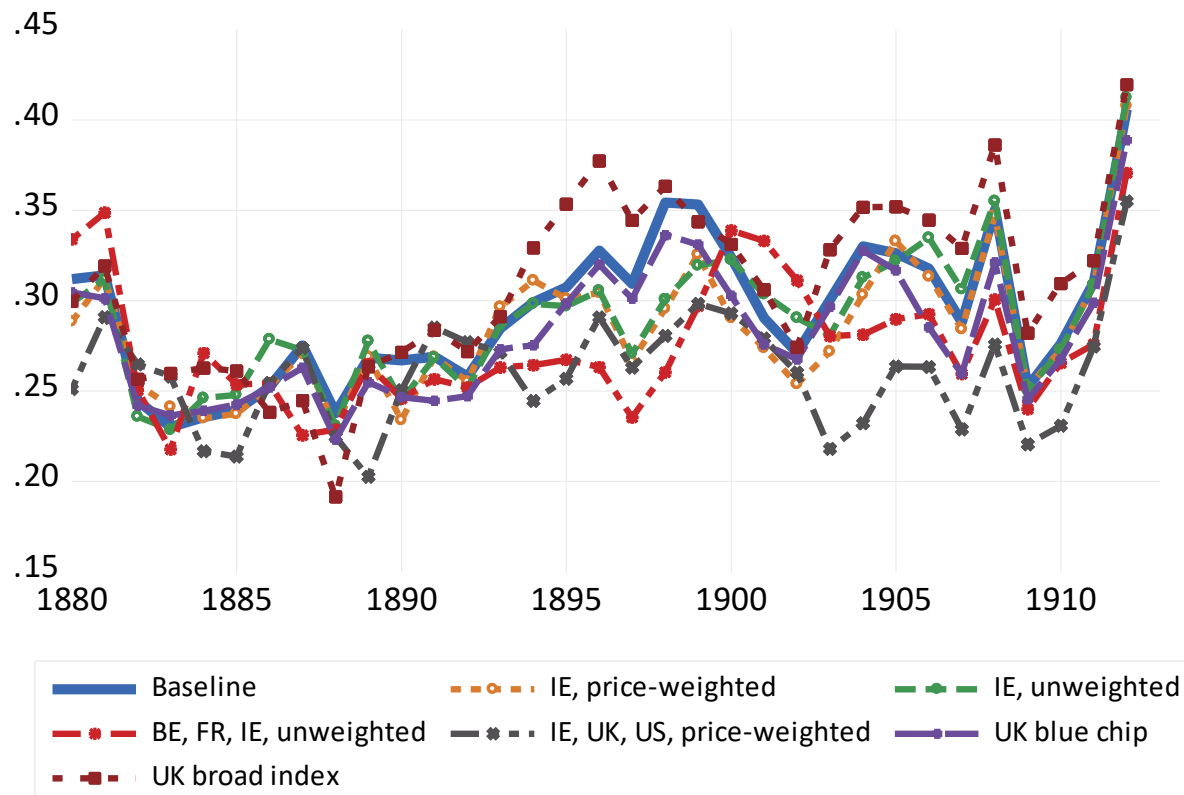 .45
.40
.35
.30
.25
.20
.15
1880 1885 1890 1895 1900 1905 1910
Baseline IE, price-weighted IE, unweighted
BE, FR, IE, unweighted IE, UK, US, price-weighted UK blue chip
UK broad index